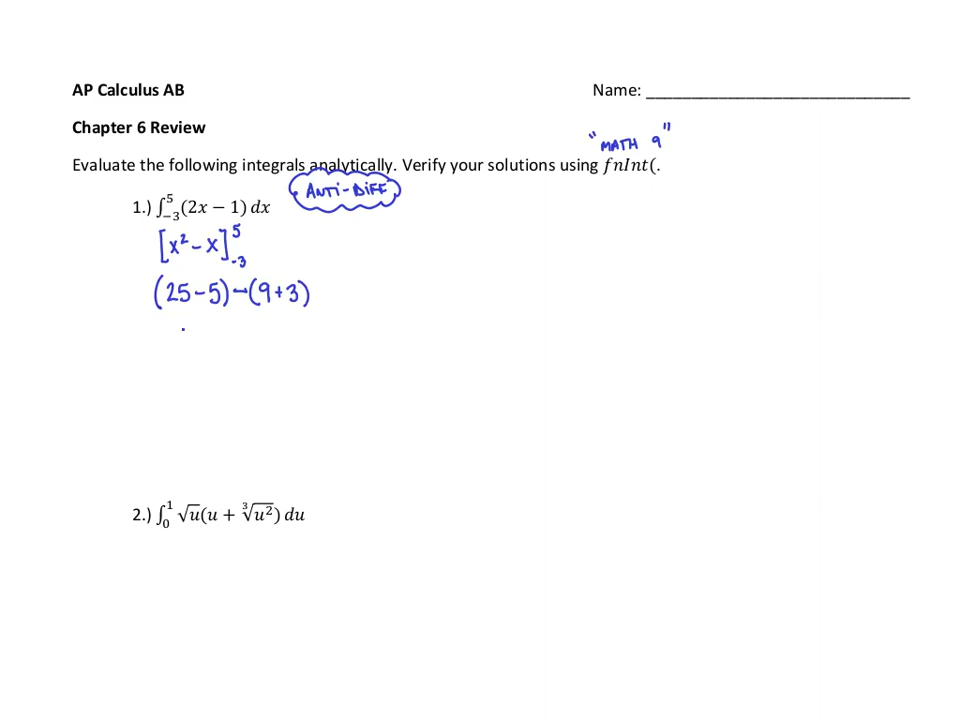 AP Calculus AB Name: ______________________________
Chapter 6 Review
"MATH 9"
Evaluate the following integrals analytically. Verify your solutions using fnInt(.
ANTI-DIFF
1.) ∫₋₃⁵ (2x − 1) dx
[x² − x]₋₃⁵
(25 − 5) − (9 + 3)
2.) ∫₀¹ √u(u + ∛u²) du